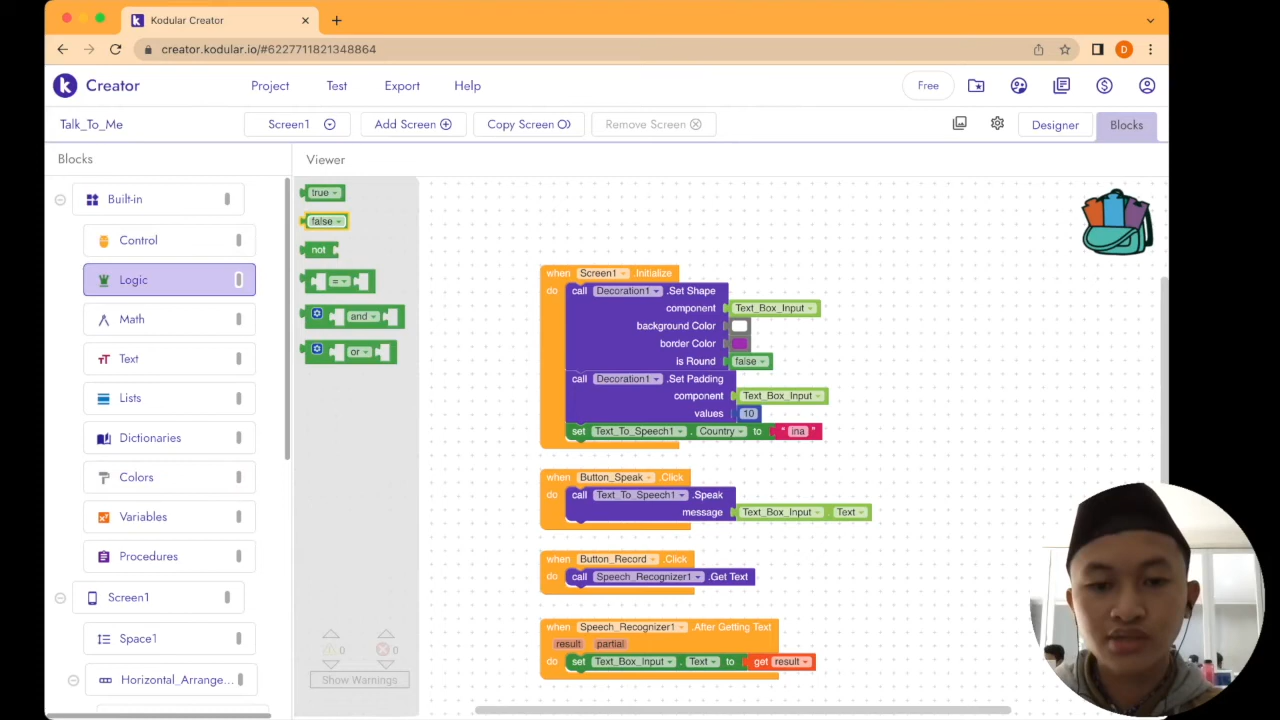 Kodular Creator
creator.kodular.io/#6227711821348864
D
Creator
Project
Test
Export
Help
Free
Talk_To_Me
Screen1
Add Screen
Copy Screen
Remove Screen
Designer
Blocks
Blocks
Viewer
Built-in
Control
Logic
Math
Text
Lists
Dictionaries
Colors
Variables
Procedures
Screen1
Space1
Horizontal_Arrange...
true
false
not
=
and
or
0
0
Show Warnings
when Screen1 .Initialize
do call Decoration1 .Set Shape
component Text_Box_Input
background Color
border Color
is Round false
call Decoration1 .Set Padding
component Text_Box_Input
values 10
set Text_To_Speech1 . Country to " ina "
when Button_Speak .Click
do call Text_To_Speech1 .Speak
message Text_Box_Input . Text
when Button_Record .Click
do call Speech_Recognizer1 .Get Text
when Speech_Recognizer1 .After Getting Text
result partial
do set Text_Box_Input . Text to get result